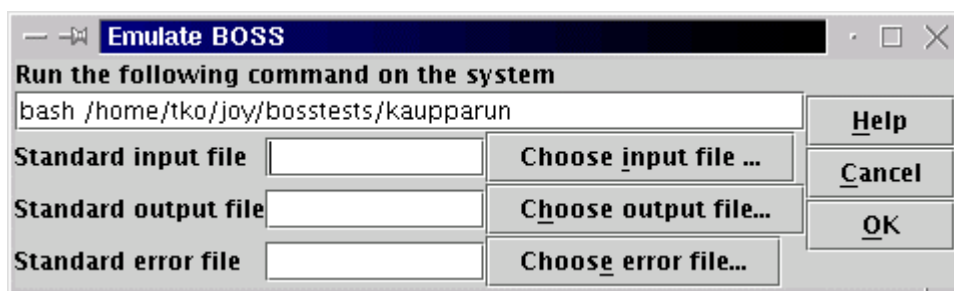 Emulate BOSS
Run the following command on the system
bash /home/tko/joy/bosstests/kaupparun
Help
Standard input file Choose input file ...
Cancel
Standard output file Choose output file...
OK
Standard error file Choose error file...